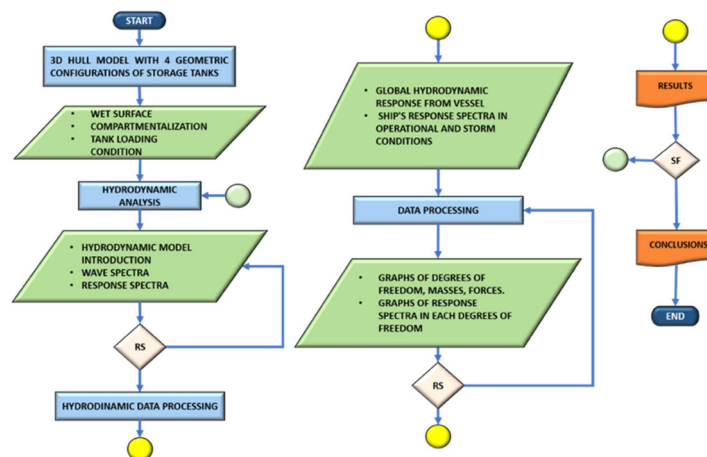 START
3D HULL MODEL WITH 4 GEOMETRIC
CONFIGURATIONS OF STORAGE TANKS
• WET SURFACE
• COMPARTMENTALIZATION
• TANK LOADING
CONDITION
HYDRODYNAMIC
ANALYSIS
• HYDRODYNAMIC MODEL
INTRODUCTION
• WAVE SPECTRA
• RESPONSE SPECTRA
RS
HYDRODINAMIC DATA PROCESSING
• GLOBAL HYDRODYNAMIC
RESPONSE FROM VESSEL
• SHIP'S RESPONSE SPECTRA IN
OPERATIONAL AND STORM
CONDITIONS
DATA PROCESSING
• GRAPHS OF DEGREES OF
FREEDOM, MASSES, FORCES.
• GRAPHS OF RESPONSE
SPECTRA IN EACH DEGREES OF
FREEDOM
RS
RESULTS
SF
CONCLUSIONS
END